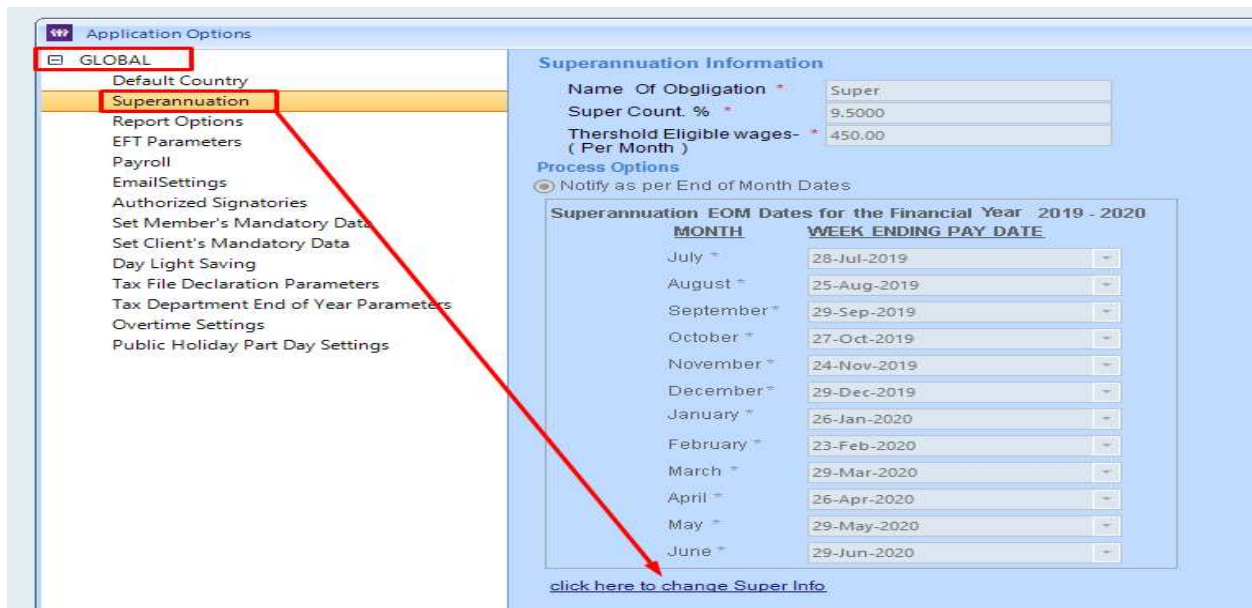 Application Options
GLOBAL
Default Country
Superannuation
Report Options
EFT Parameters
Payroll
EmailSettings
Authorized Signatories
Set Member's Mandatory Data
Set Client's Mandatory Data
Day Light Saving
Tax File Declaration Parameters
Tax Department End of Year Parameters
Overtime Settings
Public Holiday Part Day Settings
Superannuation Information
Name Of Obgligation * Super
Super Count. % * 9.5000
Thershold Eligible wages- * 450.00
( Per Month )
Process Options
Notify as per End of Month Dates
Superannuation EOM Dates for the Financial Year 2019 - 2020
MONTH WEEK ENDING PAY DATE
July * 28-Jul-2019
August * 25-Aug-2019
September * 29-Sep-2019
October * 27-Oct-2019
November * 24-Nov-2019
December * 29-Dec-2019
January * 26-Jan-2020
February * 23-Feb-2020
March * 29-Mar-2020
April * 26-Apr-2020
May * 29-May-2020
June * 29-Jun-2020
click here to change Super Info